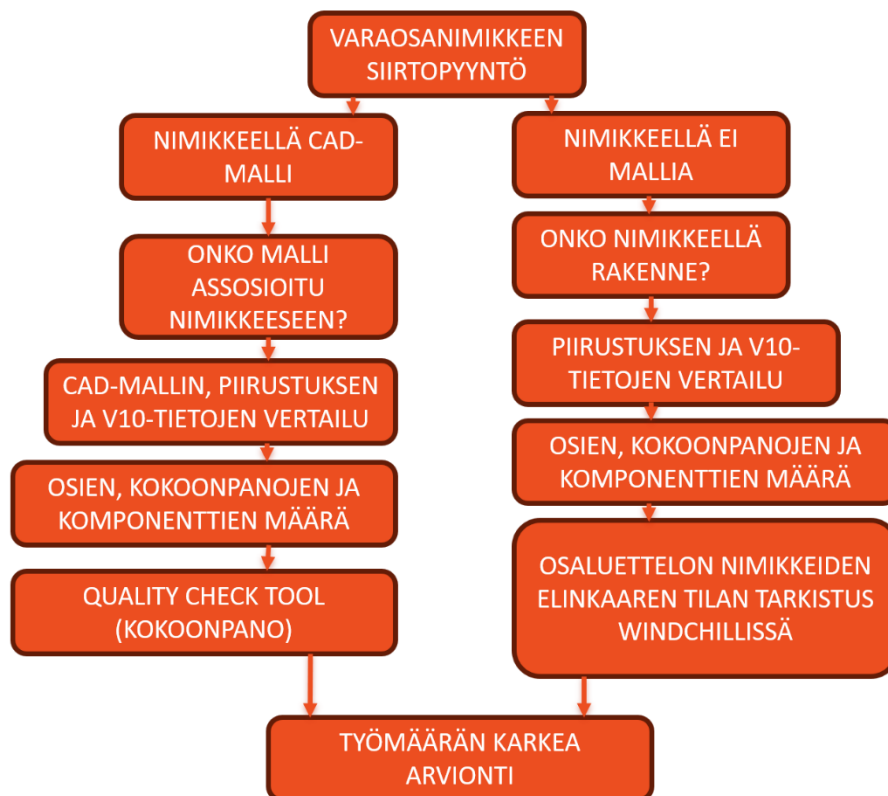 VARAOSANIMIKKEEN
SIIRTOPYYNTÖ
NIMIKKEELLÄ CAD-
MALLI
ONKO MALLI
ASSOSIOITU
NIMIKKEESEEN?
CAD-MALLIN, PIIRUSTUKSEN
JA V10-TIETOJEN VERTAILU
OSIEN, KOKOONPANOJEN JA
KOMPONENTTIEN MÄÄRÄ
QUALITY CHECK TOOL
(KOKOONPANO)
NIMIKKEELLÄ EI
MALLIA
ONKO NIMIKKEELLÄ
RAKENNE?
PIIRUSTUKSEN JA V10-
TIETOJEN VERTAILU
OSIEN, KOKOONPANOJEN JA
KOMPONENTTIEN MÄÄRÄ
OSALUETTELON NIMIKKEIDEN
ELINKAAREN TILAN TARKISTUS
WINDCHILLISSÄ
TYÖMÄÄRÄN KARKEA
ARVIONTI